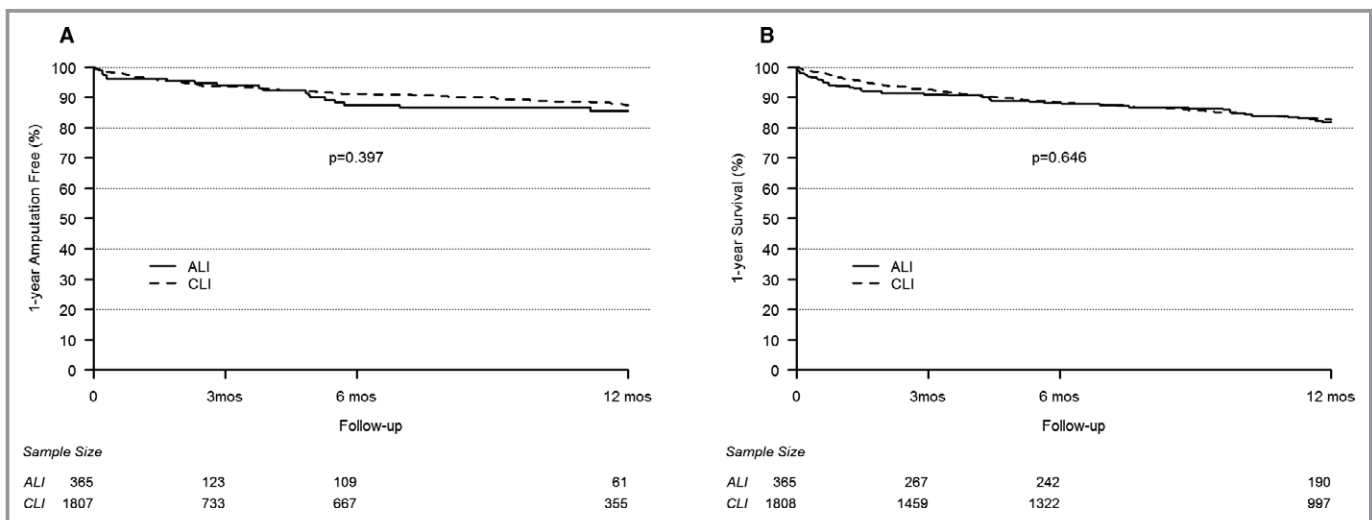 A
100
90
80
70
60
50
40
30
20
10
0
1-year Amputation Free (%)
p=0.397
ALI
CLI
0 3mos 6 mos 12 mos
Follow-up
Sample Size
ALI 365 123 109 61
CLI 1807 733 667 355
B
100
90
80
70
60
50
40
30
20
10
0
1-year Survival (%)
p=0.646
ALI
CLI
0 3mos 6 mos 12 mos
Follow-up
Sample Size
ALI 365 267 242 190
CLI 1808 1459 1322 997